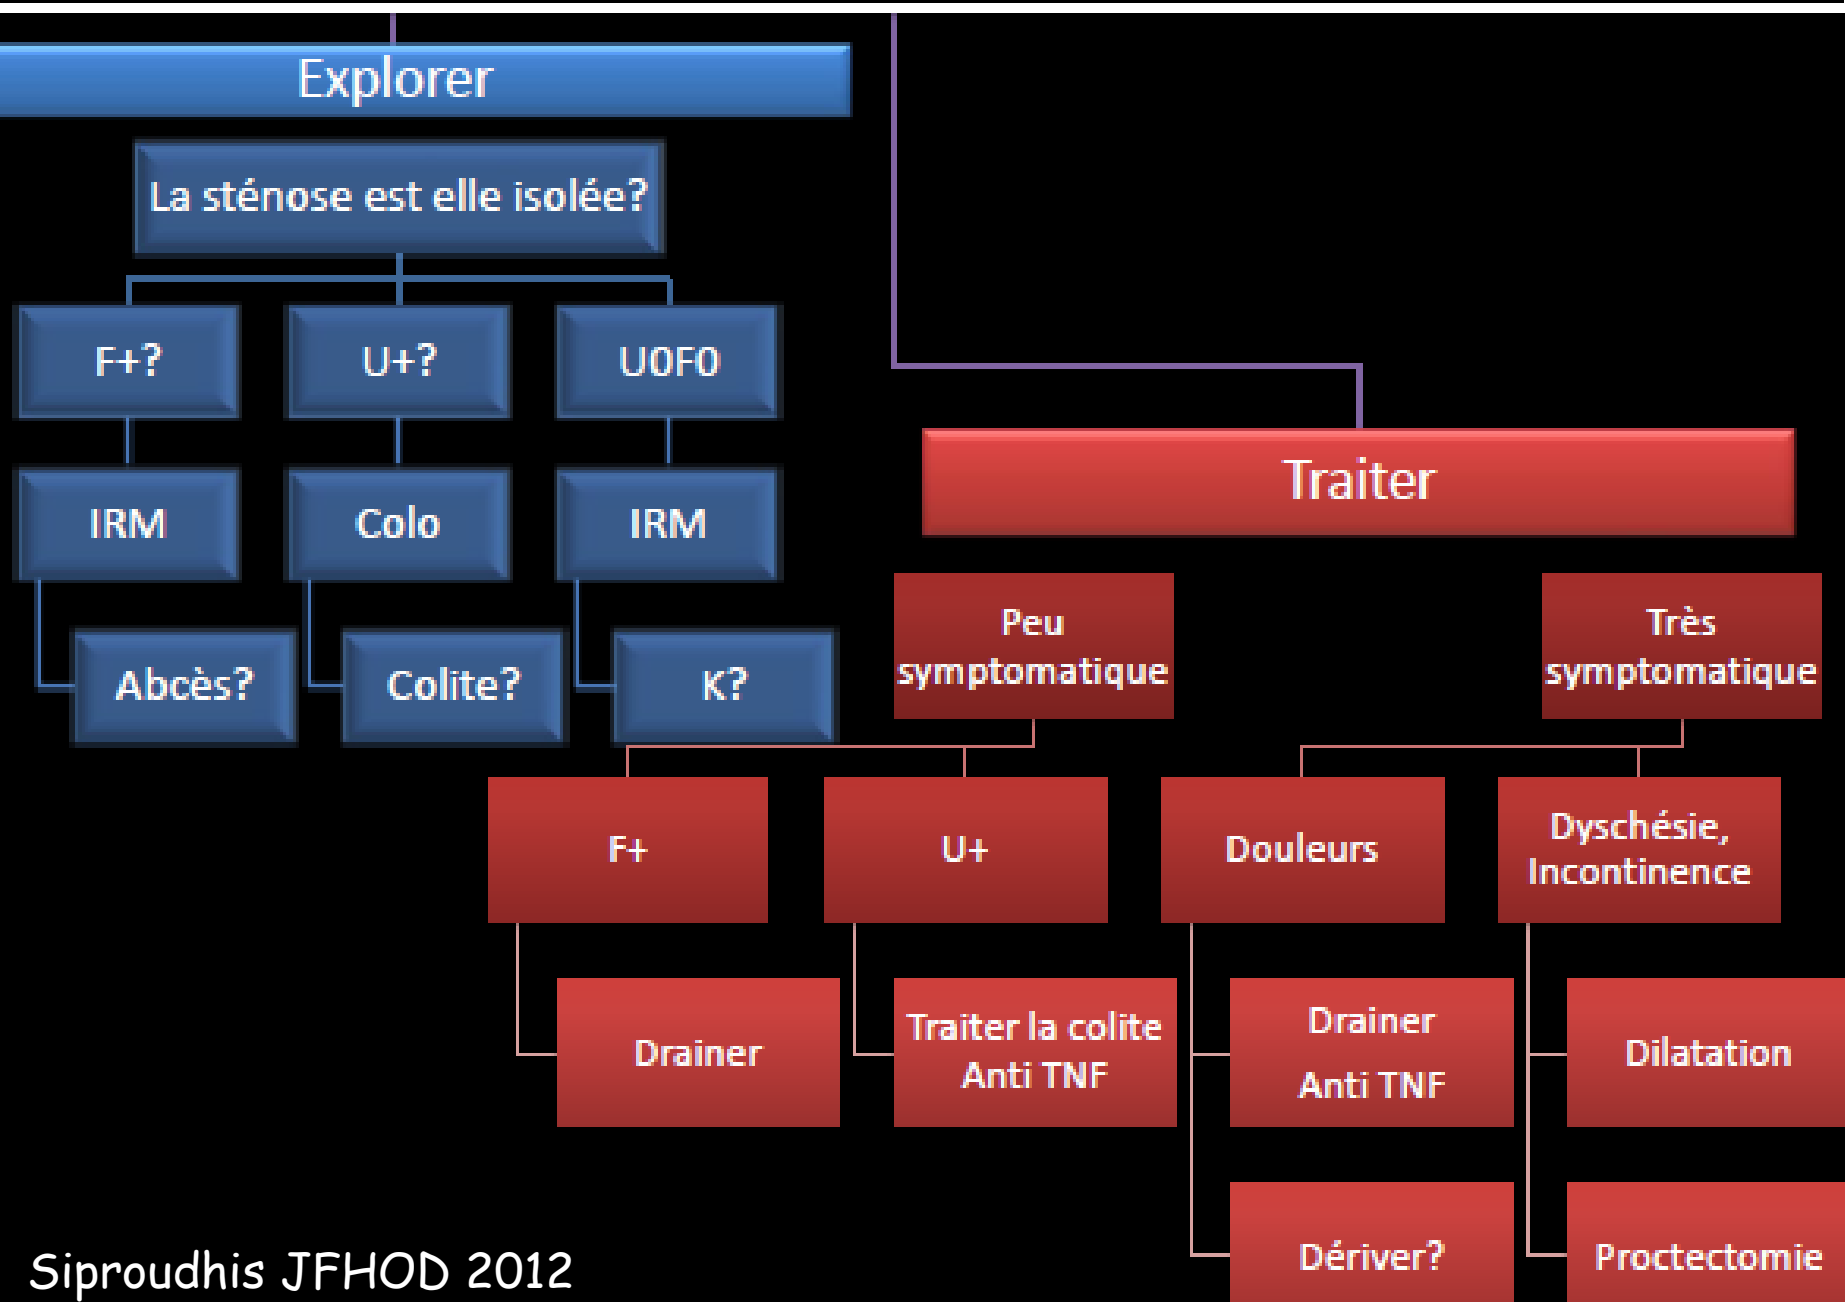 Explorer
La sténose est elle isolée?
F+?
U+?
U0F0
IRM
Colo
IRM
Abcès?
Colite?
K?
Traiter
Peu
symptomatique
Très
symptomatique
F+
U+
Douleurs
Dyschésie,
Incontinence
Drainer
Traiter la colite
Anti TNF
Drainer
Anti TNF
Dilatation
Dériver?
Proctectomie
Siproudhis JFHOD 2012